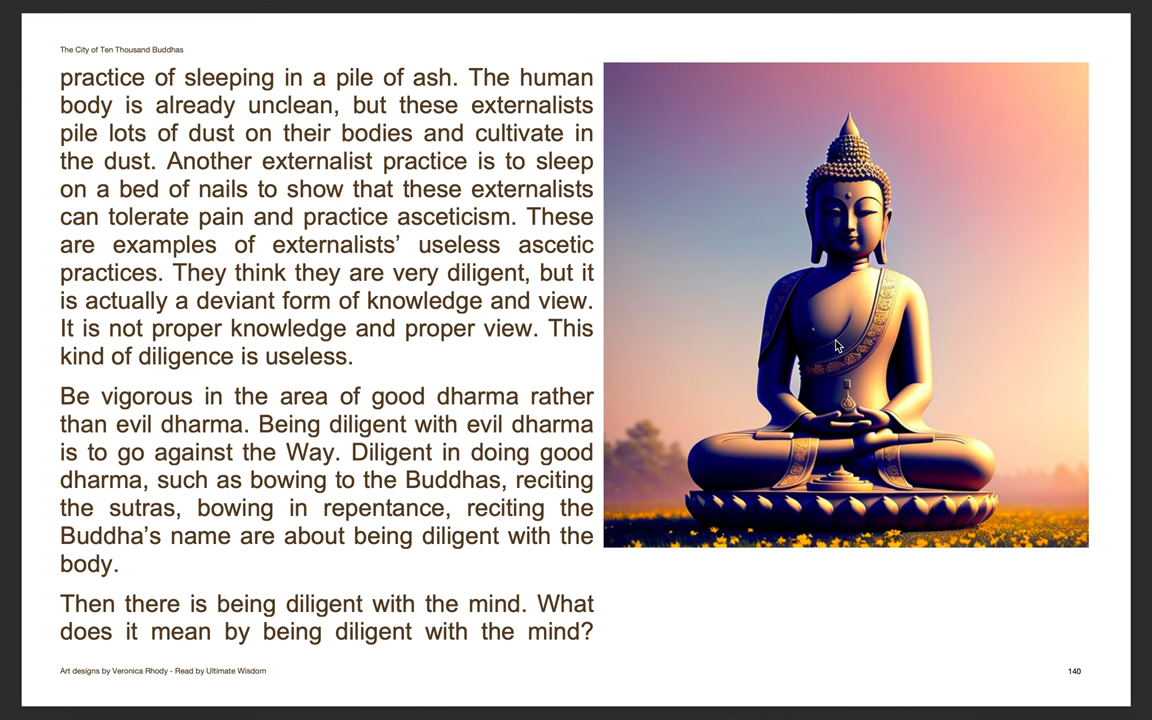 The City of Ten Thousand Buddhas
practice of sleeping in a pile of ash. The human
body is already unclean, but these externalists
pile lots of dust on their bodies and cultivate in
the dust. Another externalist practice is to sleep
on a bed of nails to show that these externalists
can tolerate pain and practice asceticism. These
are examples of externalists’ useless ascetic
practices. They think they are very diligent, but it
is actually a deviant form of knowledge and view.
It is not proper knowledge and proper view. This
kind of diligence is useless.
Be vigorous in the area of good dharma rather
than evil dharma. Being diligent with evil dharma
is to go against the Way. Diligent in doing good
dharma, such as bowing to the Buddhas, reciting
the sutras, bowing in repentance, reciting the
Buddha’s name are about being diligent with the
body.
Then there is being diligent with the mind. What
does it mean by being diligent with the mind?
Art designs by Veronica Rhody - Read by Ultimate Wisdom
140